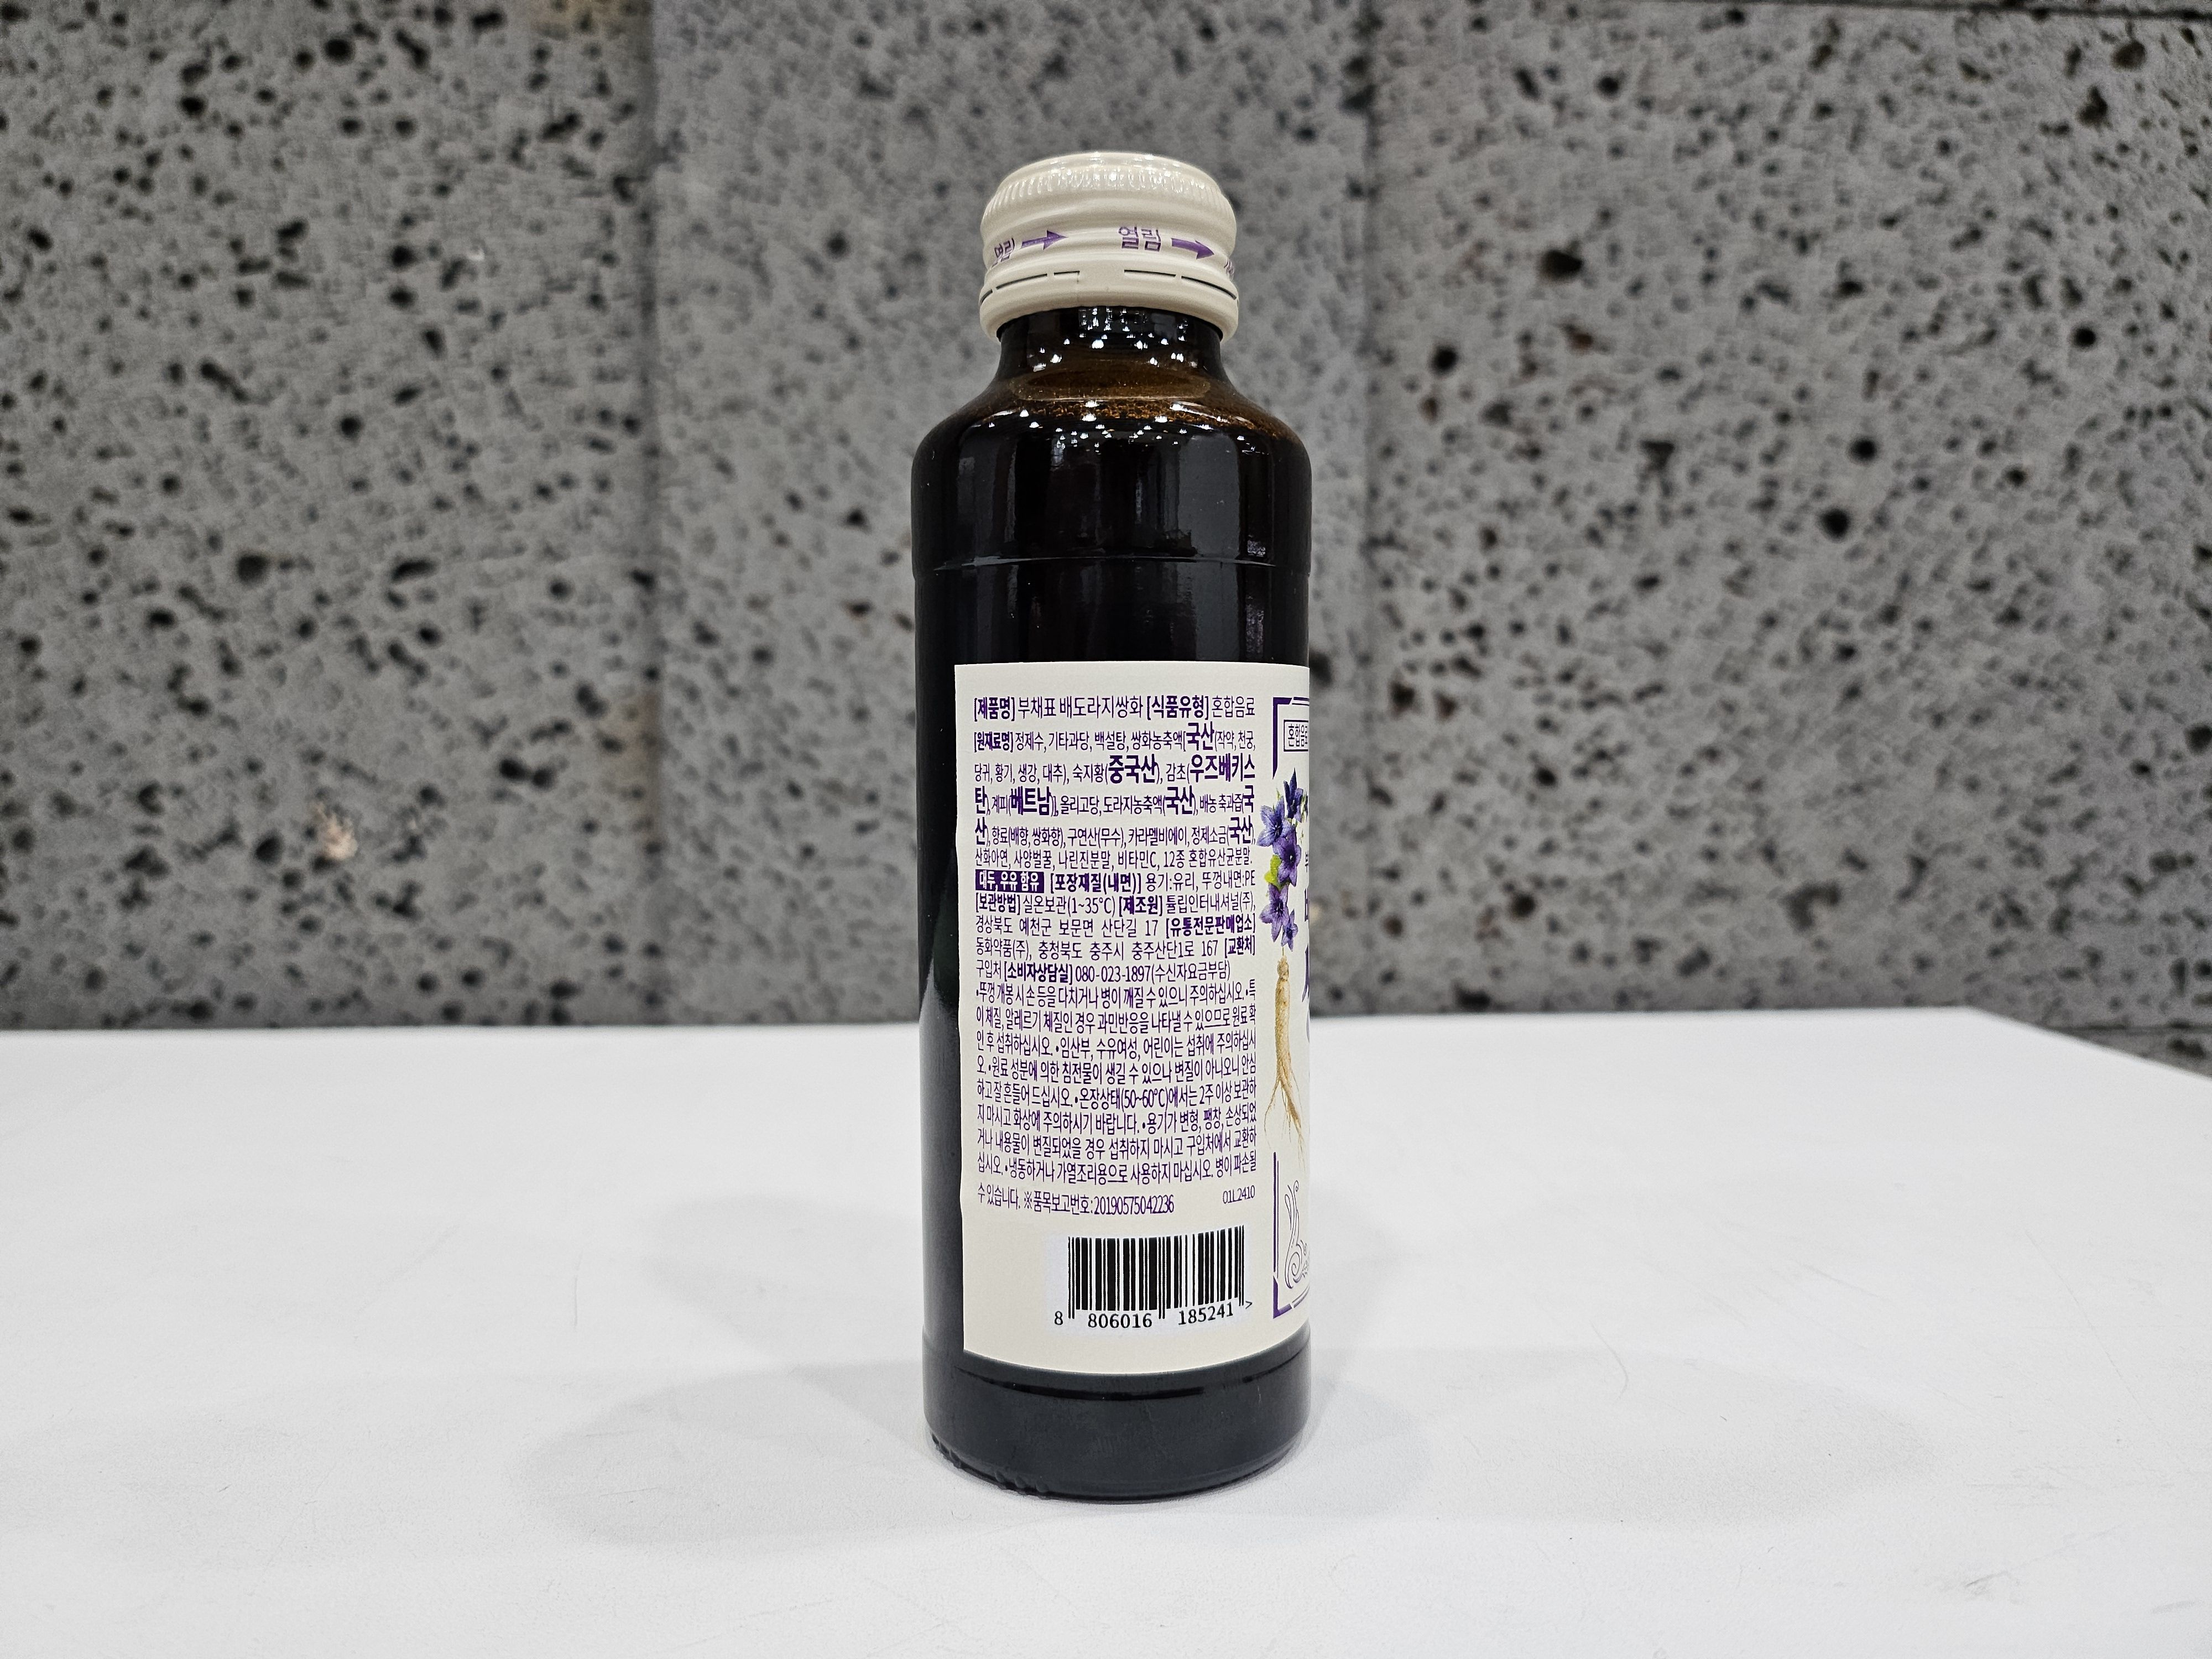 열림
[제품명] 부채표 배도라지쌍화 [식품유형] 혼합음료
[원재료명] 정제수, 기타과당, 백설탕, 쌍화농축액[국산(작약, 천궁,
당귀, 황기, 생강, 대추), 숙지황(중국산), 감초(우즈베키스
탄), 계피(베트남)], 올리고당, 도라지농축액(국산), 배농축과즙(국
산), 향료(배향, 쌍화향), 구연산(무수), 카라멜비에이, 정제소금(국산),
산화아연, 사양벌꿀, 나린진분말, 비타민C, 12종 혼합유산균분말.
대두, 우유 함유 [포장재질(내면)] 용기:유리, 뚜껑내면:PE
[보관방법] 실온보관(1~35℃) [제조원] 튤립인터내셔널(주),
경상북도 예천군 보문면 산단길 17 [유통전문판매업소]
동화약품(주), 충청북도 충주시 충주산단1로 167 [교환처]
구입처 [소비자상담실] 080-023-1897(수신자요금부담)
•뚜껑 개봉 시 손 등을 다치거나 병이 깨질 수 있으니 주의하십시오. •특
이 체질, 알레르기 체질인 경우 과민반응을 나타낼 수 있으므로 원료 확
인 후 섭취하십시오. •임산부, 수유여성, 어린이는 섭취에 주의하십시
오. •원료 성분에 의한 침전물이 생길 수 있으나 변질이 아니오니 안심
하고 잘 흔들어 드십시오. •온장상태(50~60℃)에서는 2주 이상 보관하
지 마시고 화상에 주의하시기 바랍니다. •용기가 변형, 팽창, 손상되었
거나 내용물이 변질되었을 경우 섭취하지 마시고 구입처에서 교환하
십시오. •냉동하거나 가열조리용으로 사용하지 마십시오. 병이 파손될
수 있습니다. ※품목보고번호:20190575042236 01L2410
8 806016 185241 >
혼합음료